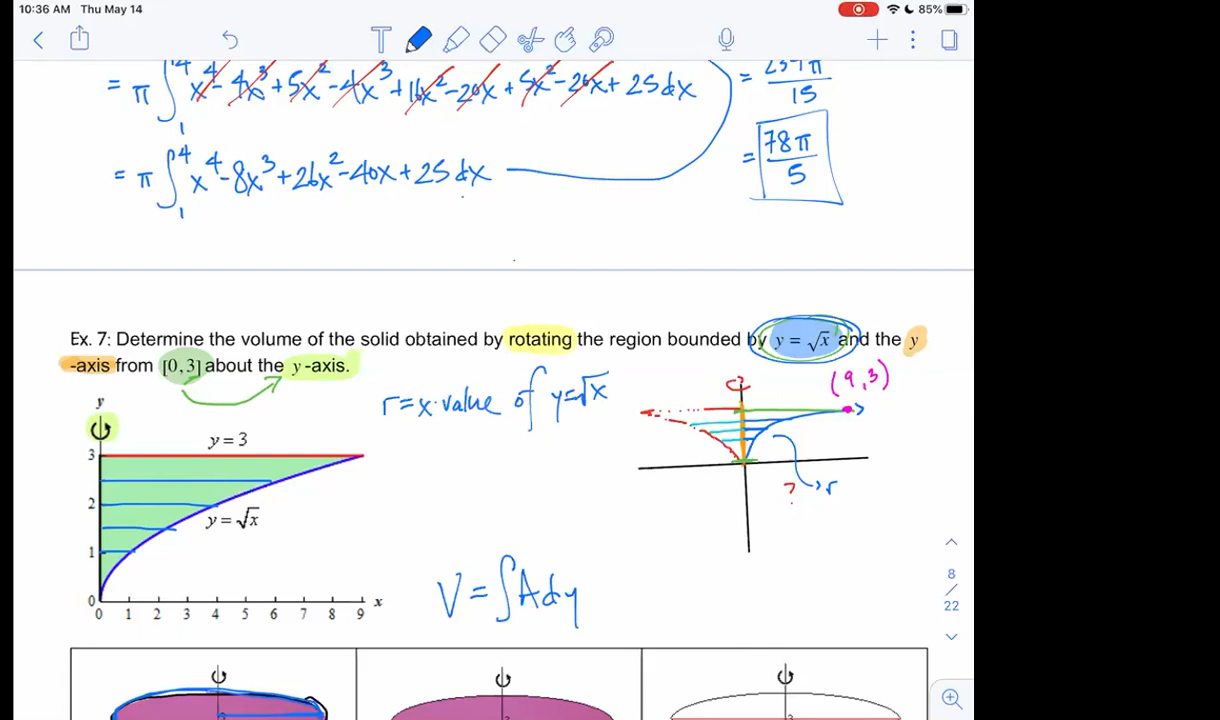 10:36 AM Thu May 14
85%
= π ∫₁⁴ x⁴ - 4x³ + 5x² - 4x³ + 16x² - 20x + 5x² - 20x + 25 dx
= π ∫₁⁴ x⁴ - 8x³ + 26x² - 40x + 25 dx
= 234π/15
= 78π/5
Ex. 7: Determine the volume of the solid obtained by rotating the region bounded by y = √x and the y
-axis from [0,3] about the y -axis.
r = x-value of y=√x
(9,3)
y
y = 3
3
2
y = √x
1
0
0 1 2 3 4 5 6 7 8 9 x
? r
V = ∫A dy
8
/
22